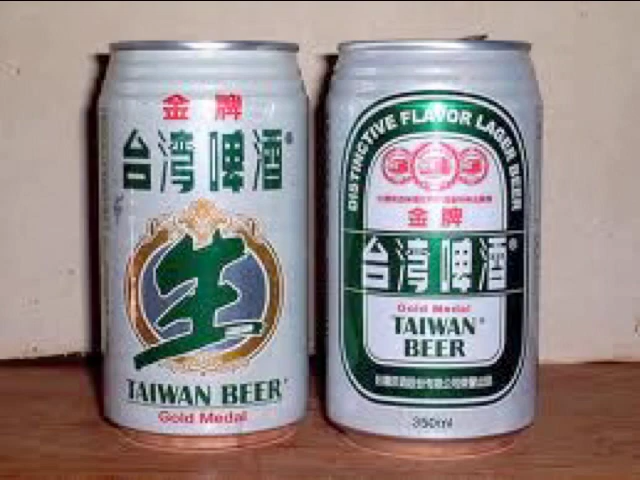 金牌
台湾啤酒®
生
TAIWAN BEER®
Gold Medal
DISTINCTIVE FLAVOR LAGER BEER
金牌
台湾啤酒®
Gold Medal
TAIWAN®
BEER
350ml